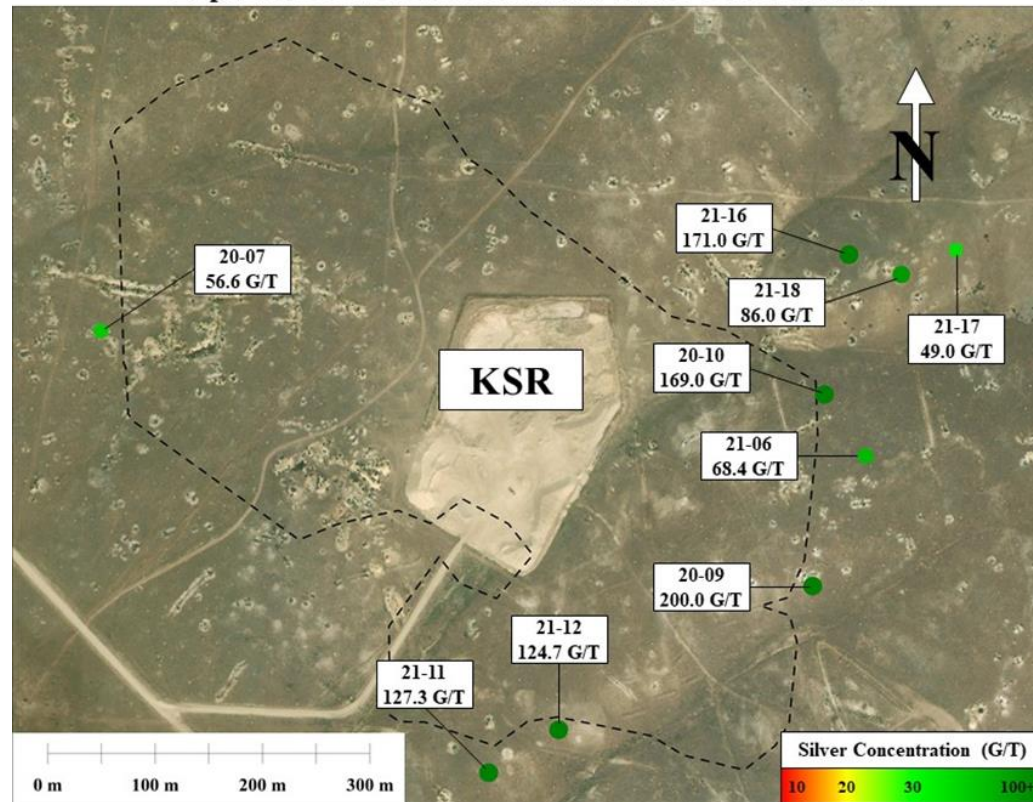 N
21-16
171.0 G/T
20-07
56.6 G/T
21-18
86.0 G/T
21-17
49.0 G/T
KSR
20-10
169.0 G/T
21-06
68.4 G/T
20-09
200.0 G/T
21-12
124.7 G/T
21-11
127.3 G/T
0 m
100 m
200 m
300 m
Silver Concentration (G/T)
10
20
30
100+